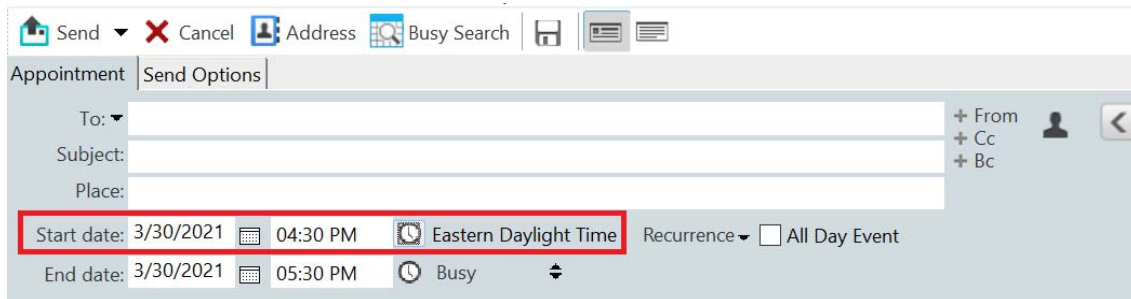 Send Cancel Address Busy Search
Appointment Send Options
To: + From
+ Cc
Subject:
+ Bc
Place:
Start date: 3/30/2021 04:30 PM Eastern Daylight Time Recurrence All Day Event
End date: 3/30/2021 05:30 PM Busy